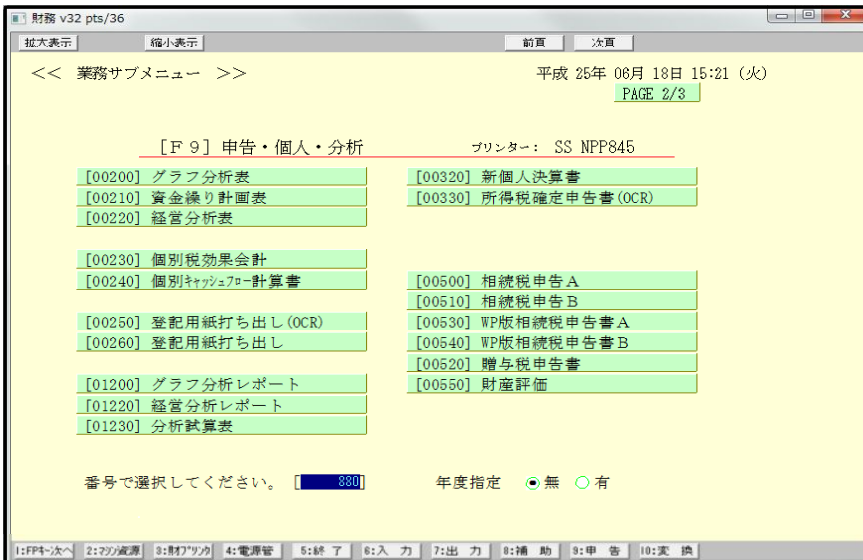 財務 v32 pts/36
拡大表示 縮小表示 前頁 次頁
<< 業務サブメニュー >> 平成 25年 06月 18日 15:21 (火)
PAGE 2/3
[F9]申告・個人・分析 プリンター: SS NPP845
[00200] グラフ分析表 [00320] 新個人決算書
[00210] 資金繰り計画表 [00330] 所得税確定申告書(OCR)
[00220] 経営分析表
[00230] 個別税効果会計
[00240] 個別ｷｬｯｼｭﾌﾛｰ計算書 [00500] 相続税申告A
[00510] 相続税申告B
[00250] 登記用紙打ち出し(OCR) [00530] WP版相続税申告書A
[00260] 登記用紙打ち出し [00540] WP版相続税申告書B
[00520] 贈与税申告書
[01200] グラフ分析レポート [00550] 財産評価
[01220] 経営分析レポート
[01230] 分析試算表
番号で選択してください。 [ 880] 年度指定 無 有
1:FPｷｰ次へ 2:ﾏｼﾝ資源 3:財ﾌﾟﾘﾝﾀ 4:電源管 5:終 了 6:入 力 7:出 力 8:補 助 9:申 告 10:変 換